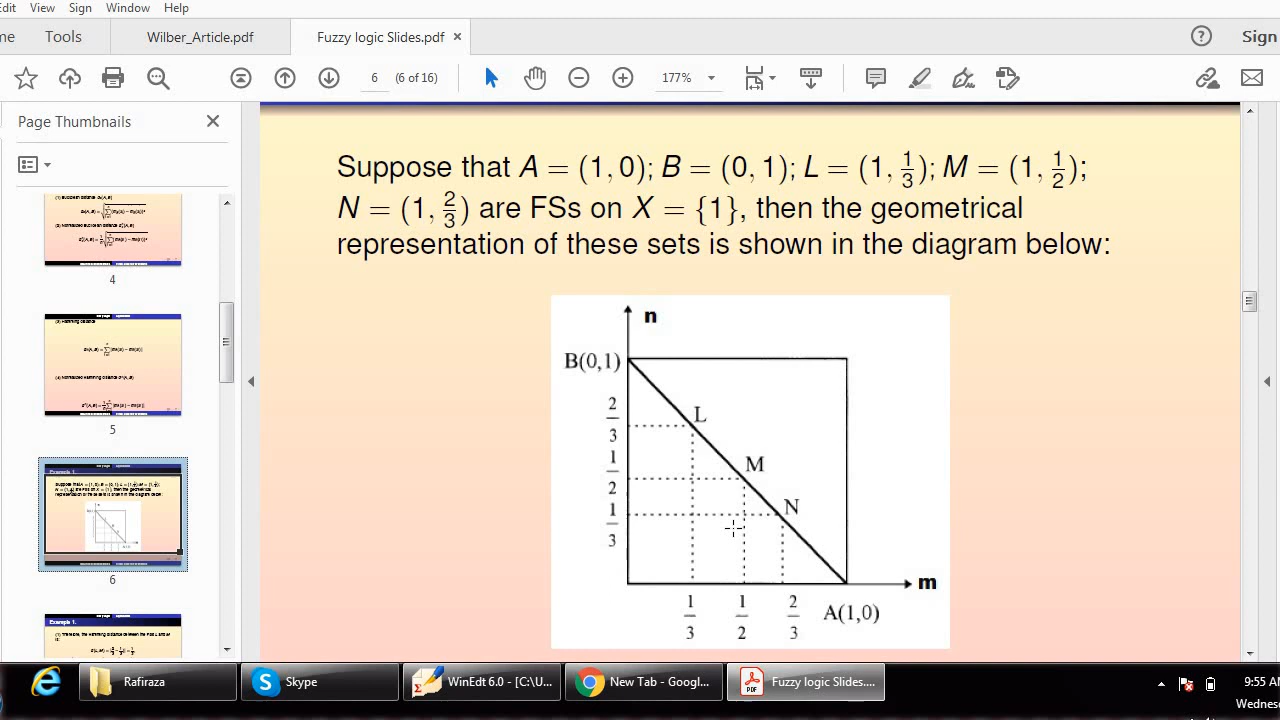 Edit View Sign Window Help
Tools Wilber_Article.pdf Fuzzy logic Slides.pdf × ? Sign
6 (6 of 16) 177%
Page Thumbnails ×
4
5
Example 1.
6
Example 1.
Suppose that A = (1, 0); B = (0, 1); L = (1, 1/3); M = (1, 1/2);
N = (1, 2/3) are FSs on X = {1}, then the geometrical
representation of these sets is shown in the diagram below:
n
B(0,1)
2/3 L
1/2 M
1/3 N
m
1/3 1/2 2/3 A(1,0)
Rafiraza Skype WinEdt 6.0 - [C:\U... New Tab - Googl... Fuzzy logic Slides.... 9:55